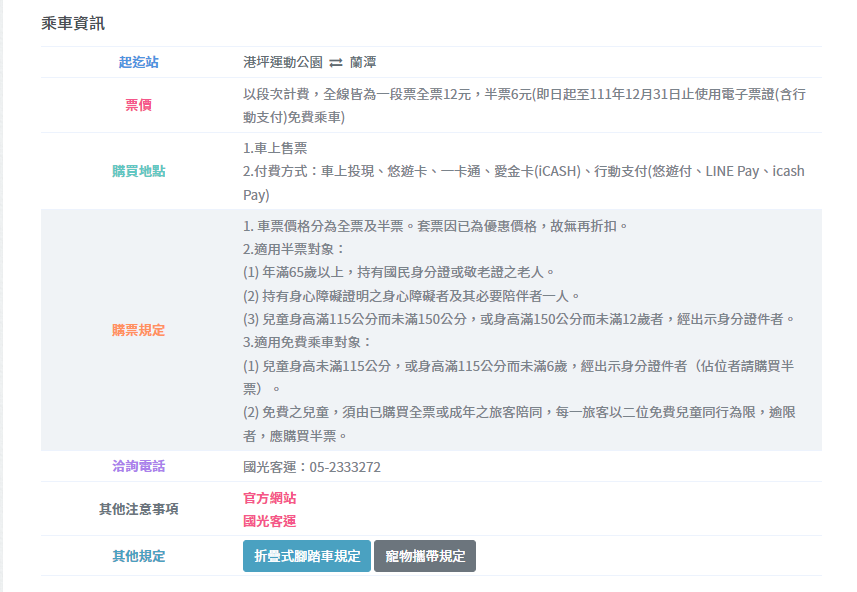 乘車資訊
起迄站
港坪運動公園 ⇄ 蘭潭
票價
以段次計費，全線皆為一段票全票12元，半票6元(即日起至111年12月31日止使用電子票證(含行
動支付)免費乘車)
購買地點
1.車上售票
2.付費方式：車上投現、悠遊卡、一卡通、愛金卡(iCASH)、行動支付(悠遊付、LINE Pay、icash
Pay)
購票規定
1. 車票價格分為全票及半票。套票因已為優惠價格，故無再折扣。
2.適用半票對象：
(1) 年滿65歲以上，持有國民身分證或敬老證之老人。
(2) 持有身心障礙證明之身心障礙者及其必要陪伴者一人。
(3) 兒童身高滿115公分而未滿150公分，或身高滿150公分而未滿12歲者，經出示身分證件者。
3.適用免費乘車對象：
(1) 兒童身高未滿115公分，或身高滿115公分而未滿6歲，經出示身分證件者（佔位者請購買半
票）。
(2) 免費之兒童，須由已購買全票或成年之旅客陪同，每一旅客以二位免費兒童同行為限，逾限
者，應購買半票。
洽詢電話
國光客運：05-2333272
其他注意事項
官方網站
國光客運
其他規定
折疊式腳踏車規定 寵物攜帶規定